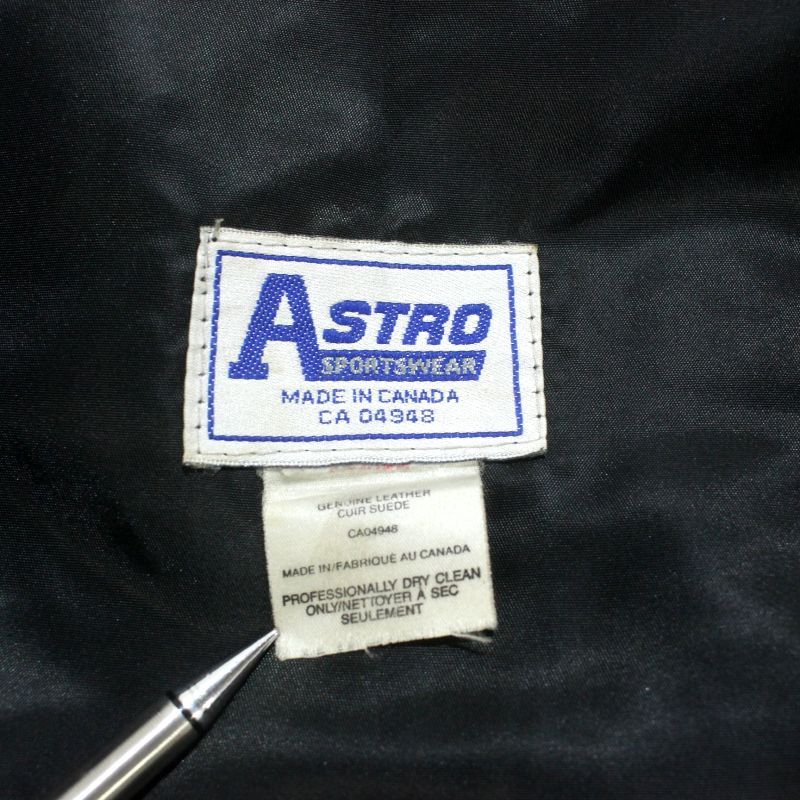 ASTRO
SPORTSWEAR
MADE IN CANADA
CA 04948
GENUINE LEATHER
CUIR SUEDE
CA04948
MADE IN/FABRIQUÉ AU CANADA
PROFESSIONALLY DRY CLEAN
ONLY/NETTOYER À SEC
SEULEMENT